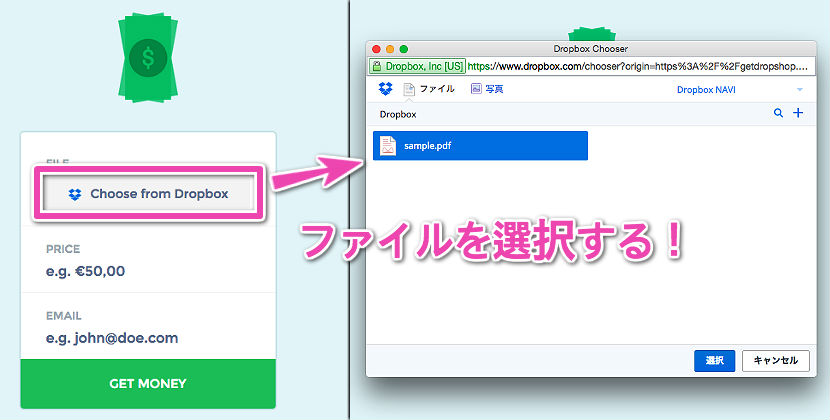 $
FILE
Choose from Dropbox
PRICE
e.g. €50,00
EMAIL
e.g. john@doe.com
GET MONEY
Dropbox Chooser
Dropbox, Inc [US] https://www.dropbox.com/chooser?origin=https%3A%2F%2Fgetdropshop....
ファイル 写真 Dropbox NAVI
Dropbox
sample.pdf
ファイルを選択する!
選択 キャンセル